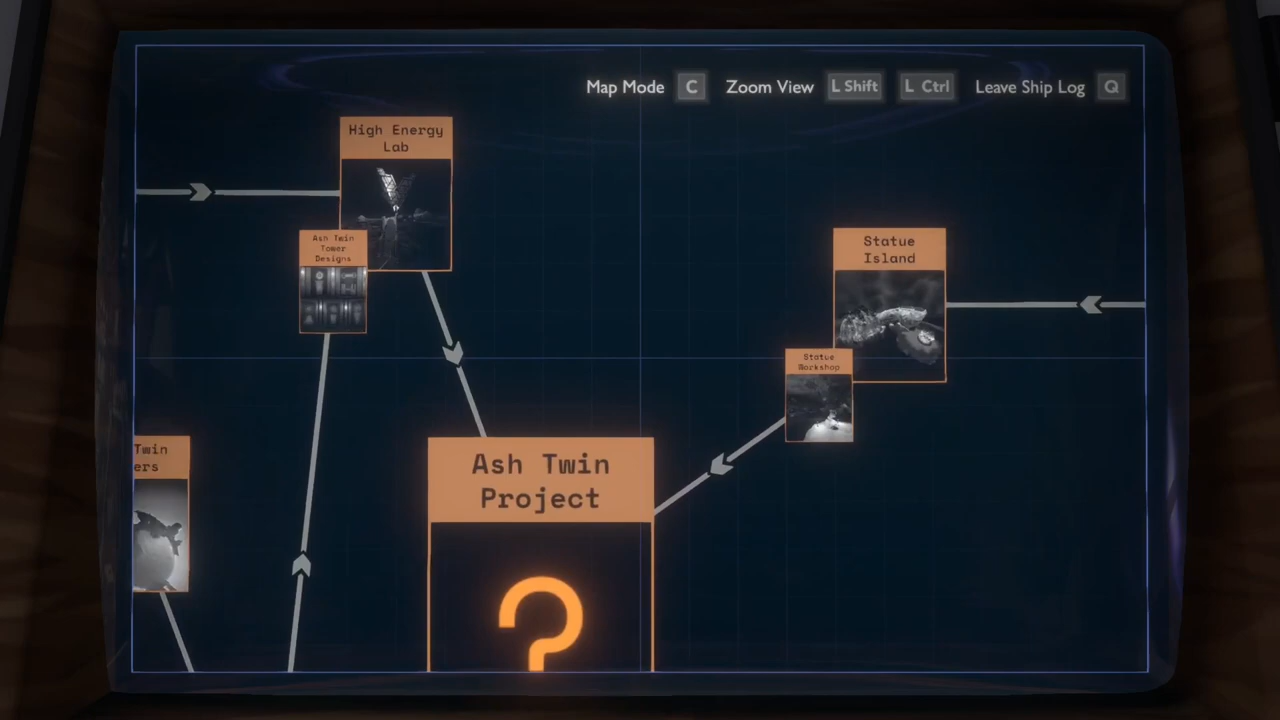 Map Mode C Zoom View L Shift L Ctrl Leave Ship Log Q
High Energy
Lab
Ash Twin
Tower
Designs
Statue
Island
Statue
Workshop
Twin
ers
Ash Twin
Project
?